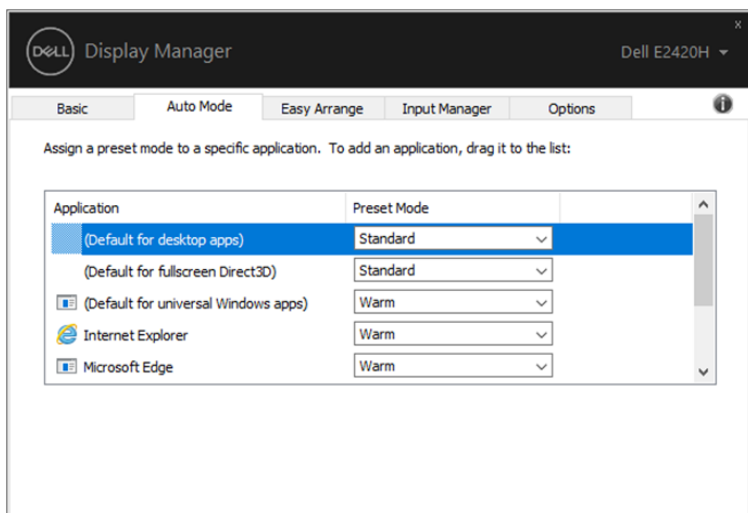 x
DELL Display Manager Dell E2420H
Basic Auto Mode Easy Arrange Input Manager Options
Assign a preset mode to a specific application. To add an application, drag it to the list:
Application Preset Mode
(Default for desktop apps) Standard
(Default for fullscreen Direct3D) Standard
(Default for universal Windows apps) Warm
Internet Explorer Warm
Microsoft Edge Warm